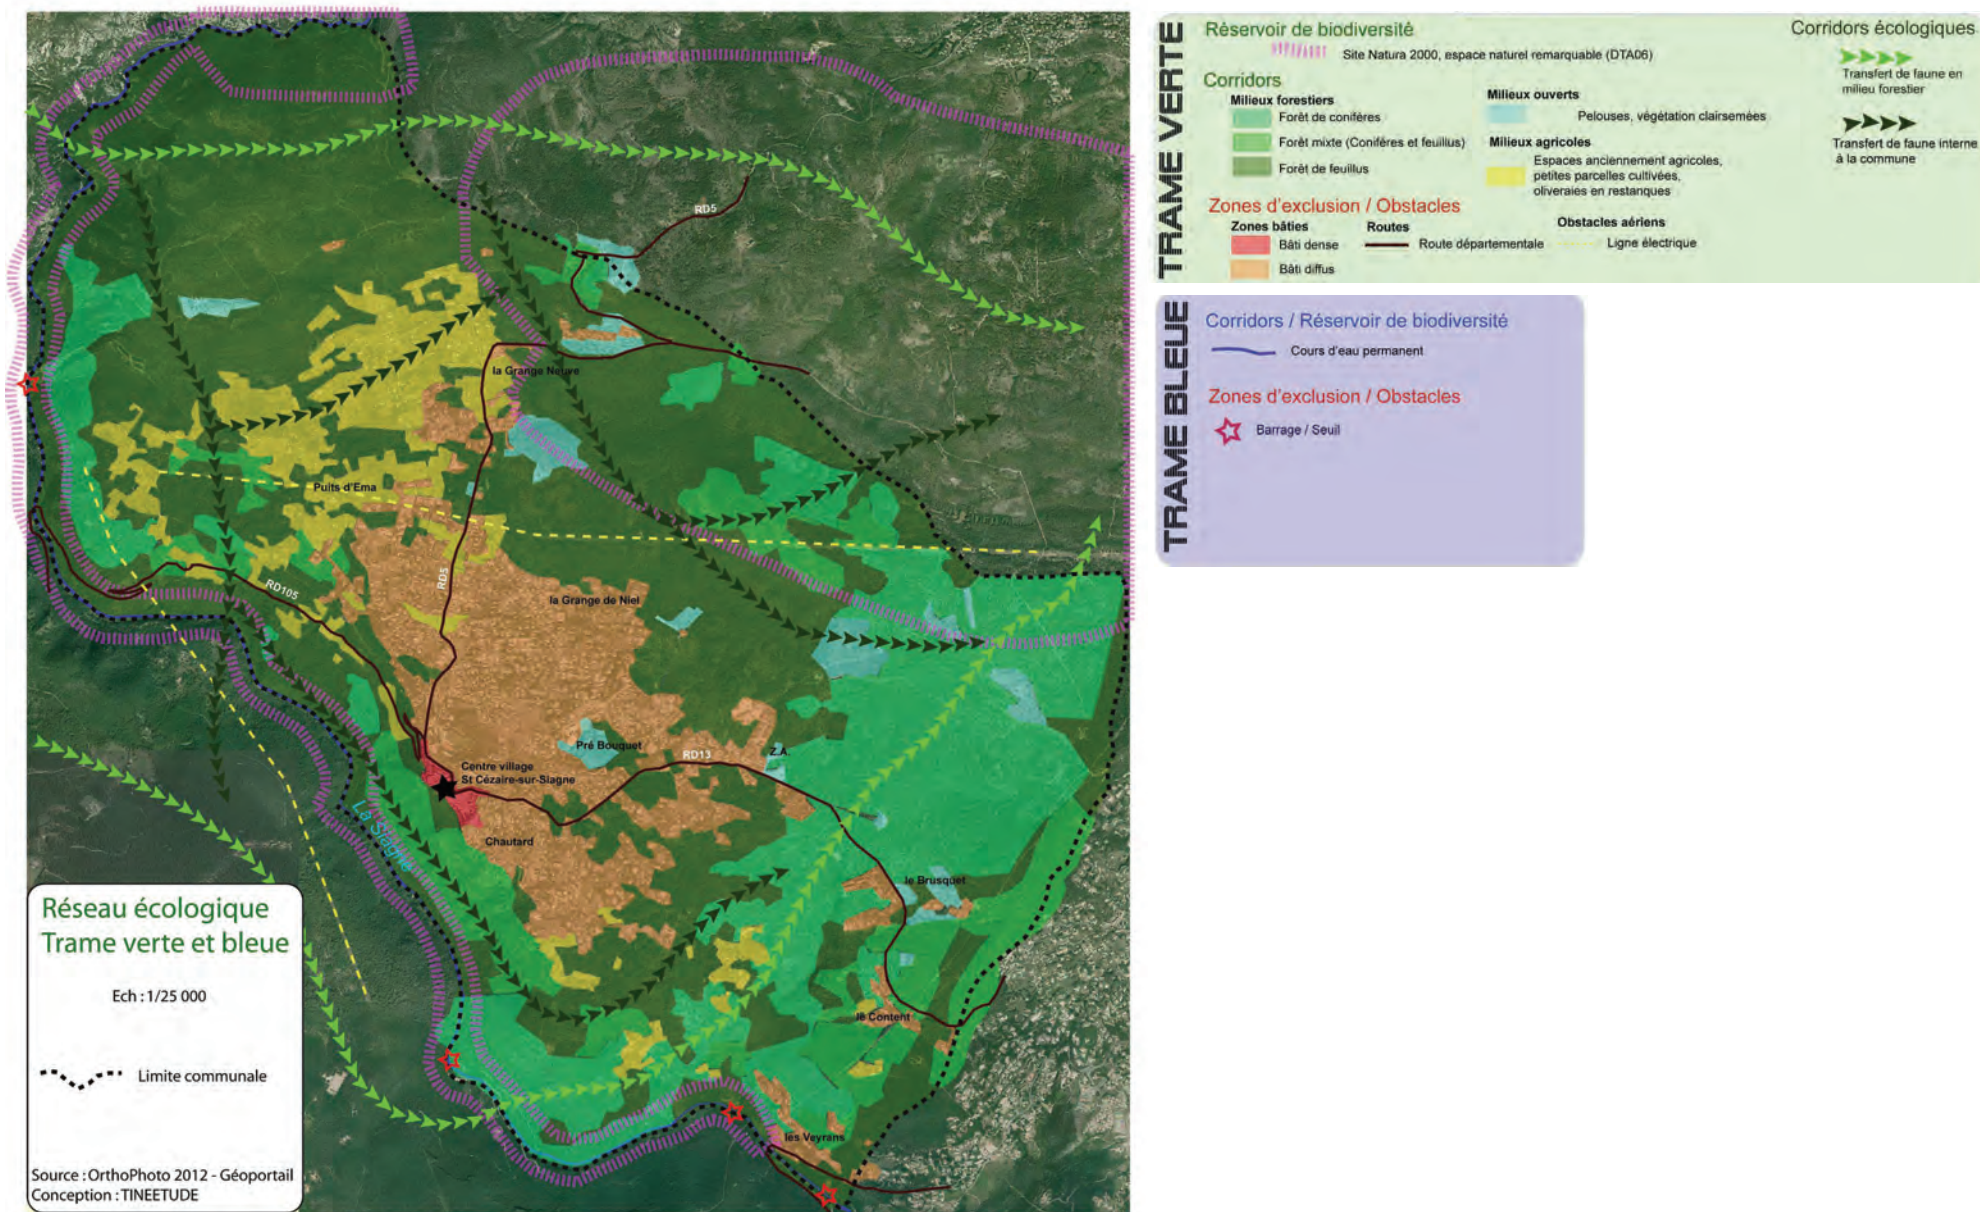 RD5
la Grange Neuve
Puits d'Ema
RD105
RD5
la Grange de Niel
Pré Bouquet
RD13
Z.A.
Centre village
St Cézaire-sur-Siagne
La Siagne
Chautard
le Brusquet
le Content
les Veyrans
Réseau écologique
Trame verte et bleue
Ech : 1/25 000
Limite communale
Source : OrthoPhoto 2012 - Géoportail
Conception : TINEETUDE
TRAME VERTE
Réservoir de biodiversité
Site Natura 2000, espace naturel remarquable (DTA06)
Corridors
Milieux forestiers
Forêt de conifères
Forêt mixte (Conifères et feuillus)
Forêt de feuillus
Milieux ouverts
Pelouses, végétation clairsemées
Milieux agricoles
Espaces anciennement agricoles,
petites parcelles cultivées,
oliveraies en restanques
Corridors écologiques
Transfert de faune en
milieu forestier
Transfert de faune interne
à la commune
Zones d'exclusion / Obstacles
Zones bâties
Bâti dense
Bâti diffus
Routes
Route départementale
Obstacles aériens
Ligne électrique
TRAME BLEUE
Corridors / Réservoir de biodiversité
Cours d'eau permanent
Zones d'exclusion / Obstacles
Barrage / Seuil